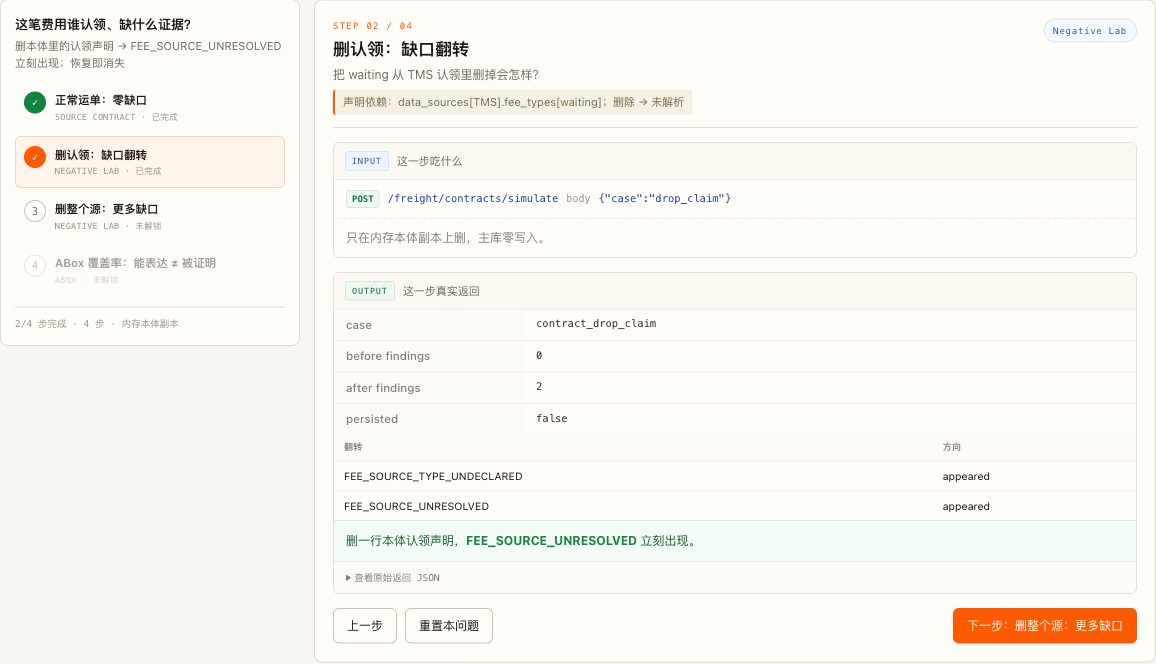 这笔费用谁认领、缺什么证据?
删本体里的认领声明 → FEE_SOURCE_UNRESOLVED
立刻出现；恢复即消失
✓
正常运单：零缺口
SOURCE CONTRACT · 已完成
✓
删认领：缺口翻转
NEGATIVE LAB · 已完成
3
删整个源：更多缺口
NEGATIVE LAB · 未解锁
4
ABox 覆盖率：能表达 ≠ 被证明
ABOX · 未解锁
2/4 步完成 · 4 步 · 内存本体副本
STEP 02 / 04
Negative Lab
删认领：缺口翻转
把 waiting 从 TMS 认领里删掉会怎样?
声明依赖：data_sources[TMS].fee_types[waiting]；删除 → 未解析
INPUT 这一步吃什么
POST /freight/contracts/simulate body {"case":"drop_claim"}
只在内存本体副本上删，主库零写入。
OUTPUT 这一步真实返回
case contract_drop_claim
before findings 0
after findings 2
persisted false
翻转 方向
FEE_SOURCE_TYPE_UNDECLARED appeared
FEE_SOURCE_UNRESOLVED appeared
删一行本体认领声明，FEE_SOURCE_UNRESOLVED 立刻出现。
▶ 查看原始返回 JSON
上一步
重置本问题
下一步：删整个源：更多缺口